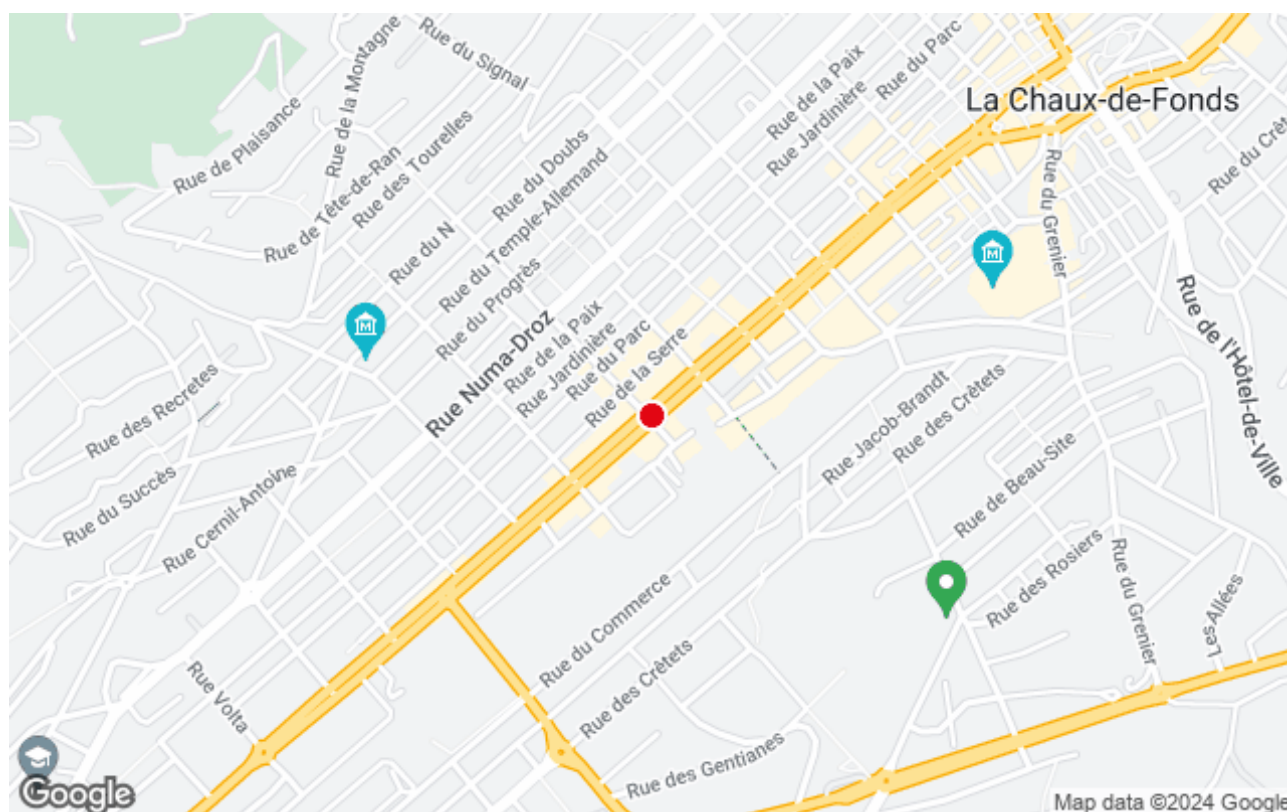 Rue du Signal
Rue de la Montagne
Rue de Plaisance
Rue de la Paix
Rue Jardinière
Rue du Parc
La Chaux-de-Fonds
Rue du Crêt
Rue de Tête-de-Ran
Rue des Tourelles
Rue du Doubs
Rue du N
Rue du Temple-Allemand
Rue du Progrès
Rue du Grenier
M
M
Rue Numa-Droz
Rue de la Paix
Rue Jardinière
Rue du Parc
Rue de la Serre
Rue de l'Hôtel-de-Ville
Rue des Recretes
Rue du Succès
Rue Cernil-Antoine
Rue Jacob-Brandt
Rue des Crêtets
Rue de Beau-Site
Rue des Rosiers
Rue du Grenier
Les Allées
Rue du Commerce
Rue des Crêtets
Rue Volta
Rue des Gentianes
Google
Map data ©2024 Google